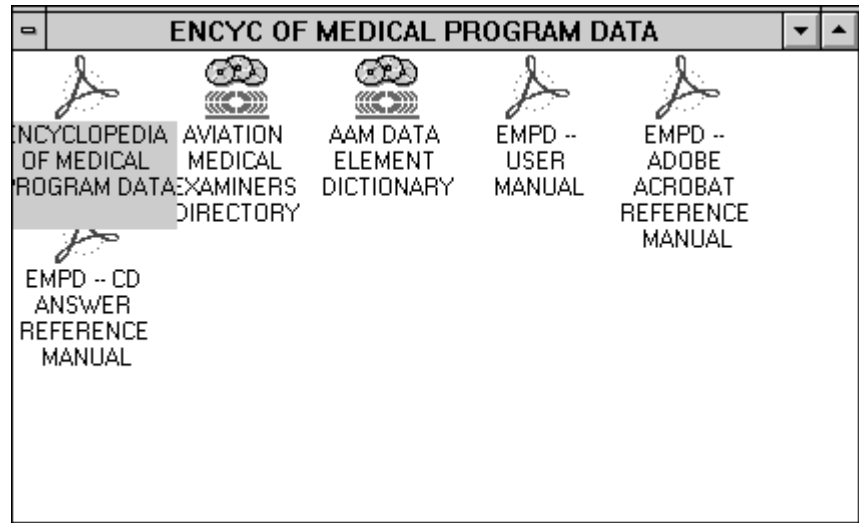 ENCYC OF MEDICAL PROGRAM DATA
ENCYCLOPEDIA
OF MEDICAL
PROGRAM DATA
AVIATION
MEDICAL
EXAMINERS
DIRECTORY
AAM DATA
ELEMENT
DICTIONARY
EMPD --
USER
MANUAL
EMPD --
ADOBE
ACROBAT
REFERENCE
MANUAL
EMPD -- CD
ANSWER
REFERENCE
MANUAL